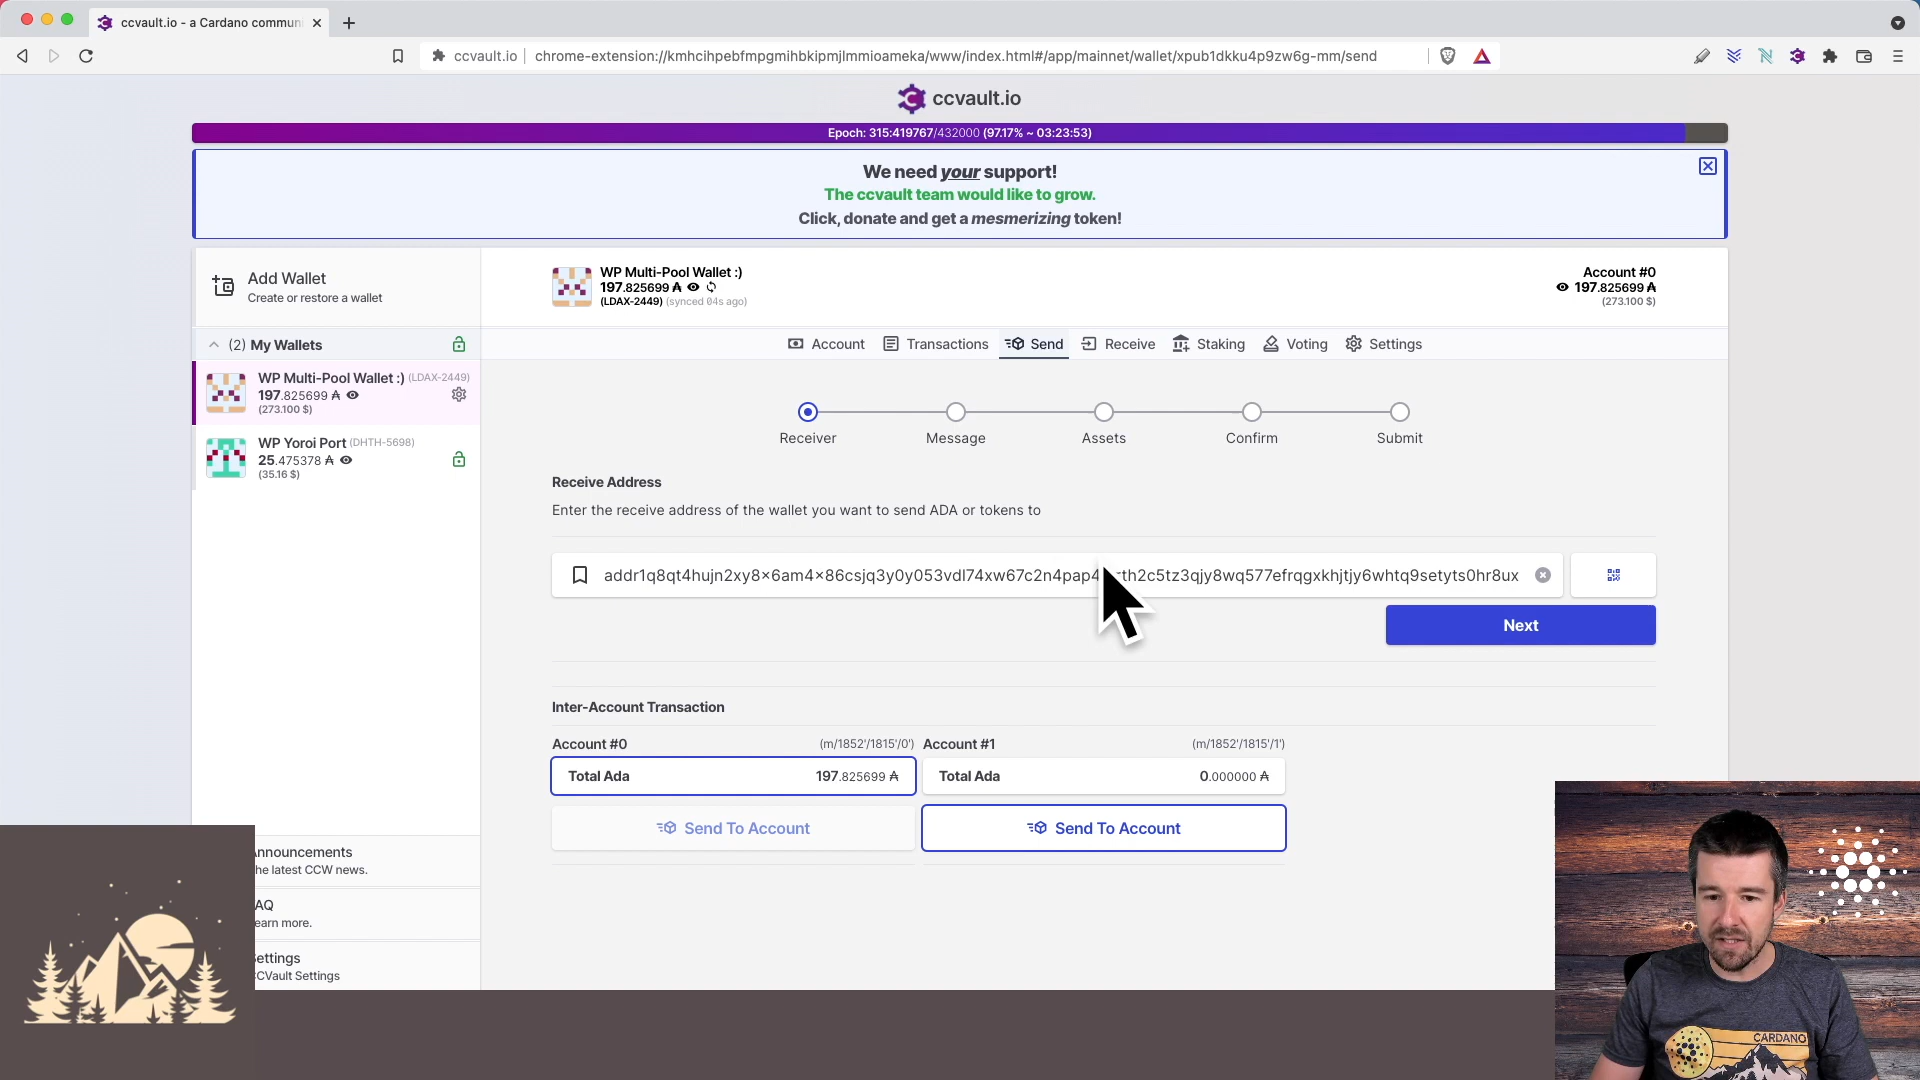 ccvault.io - a Cardano commun
ccvault.io
chrome-extension://kmhcihpebfmpgmihbkipmjlmmioameka/www/index.html#/app/mainnet/wallet/xpub1dkku4p9zw6g-mm/send
ccvault.io
Epoch: 315:419767/432000 (97.17% ~ 03:23:53)
We need your support!
The ccvault team would like to grow.
Click, donate and get a mesmerizing token!
Add Wallet
Create or restore a wallet
WP Multi-Pool Wallet :)
197.825699 ₳
(LDAX-2449) (synced 04s ago)
Account #0
197.825699 ₳
(273.100 $)
(2) My Wallets
Account
Transactions
Send
Receive
Staking
Voting
Settings
WP Multi-Pool Wallet :) (LDAX-2449)
197.825699 ₳
(273.100 $)
WP Yoroi Port (DHTH-5698)
25.475378 ₳
(35.16 $)
Receiver
Message
Assets
Confirm
Submit
Receive Address
Enter the receive address of the wallet you want to send ADA or tokens to
Next
Inter-Account Transaction
Account #0 (m/1852'/1815'/0')
Total Ada 197.825699 ₳
Send To Account
Account #1 (m/1852'/1815'/1')
Total Ada 0.000000 ₳
Send To Account
nnouncements
he latest CCW news.
AQ
earn more.
ettings
CCVault Settings
CARDANO